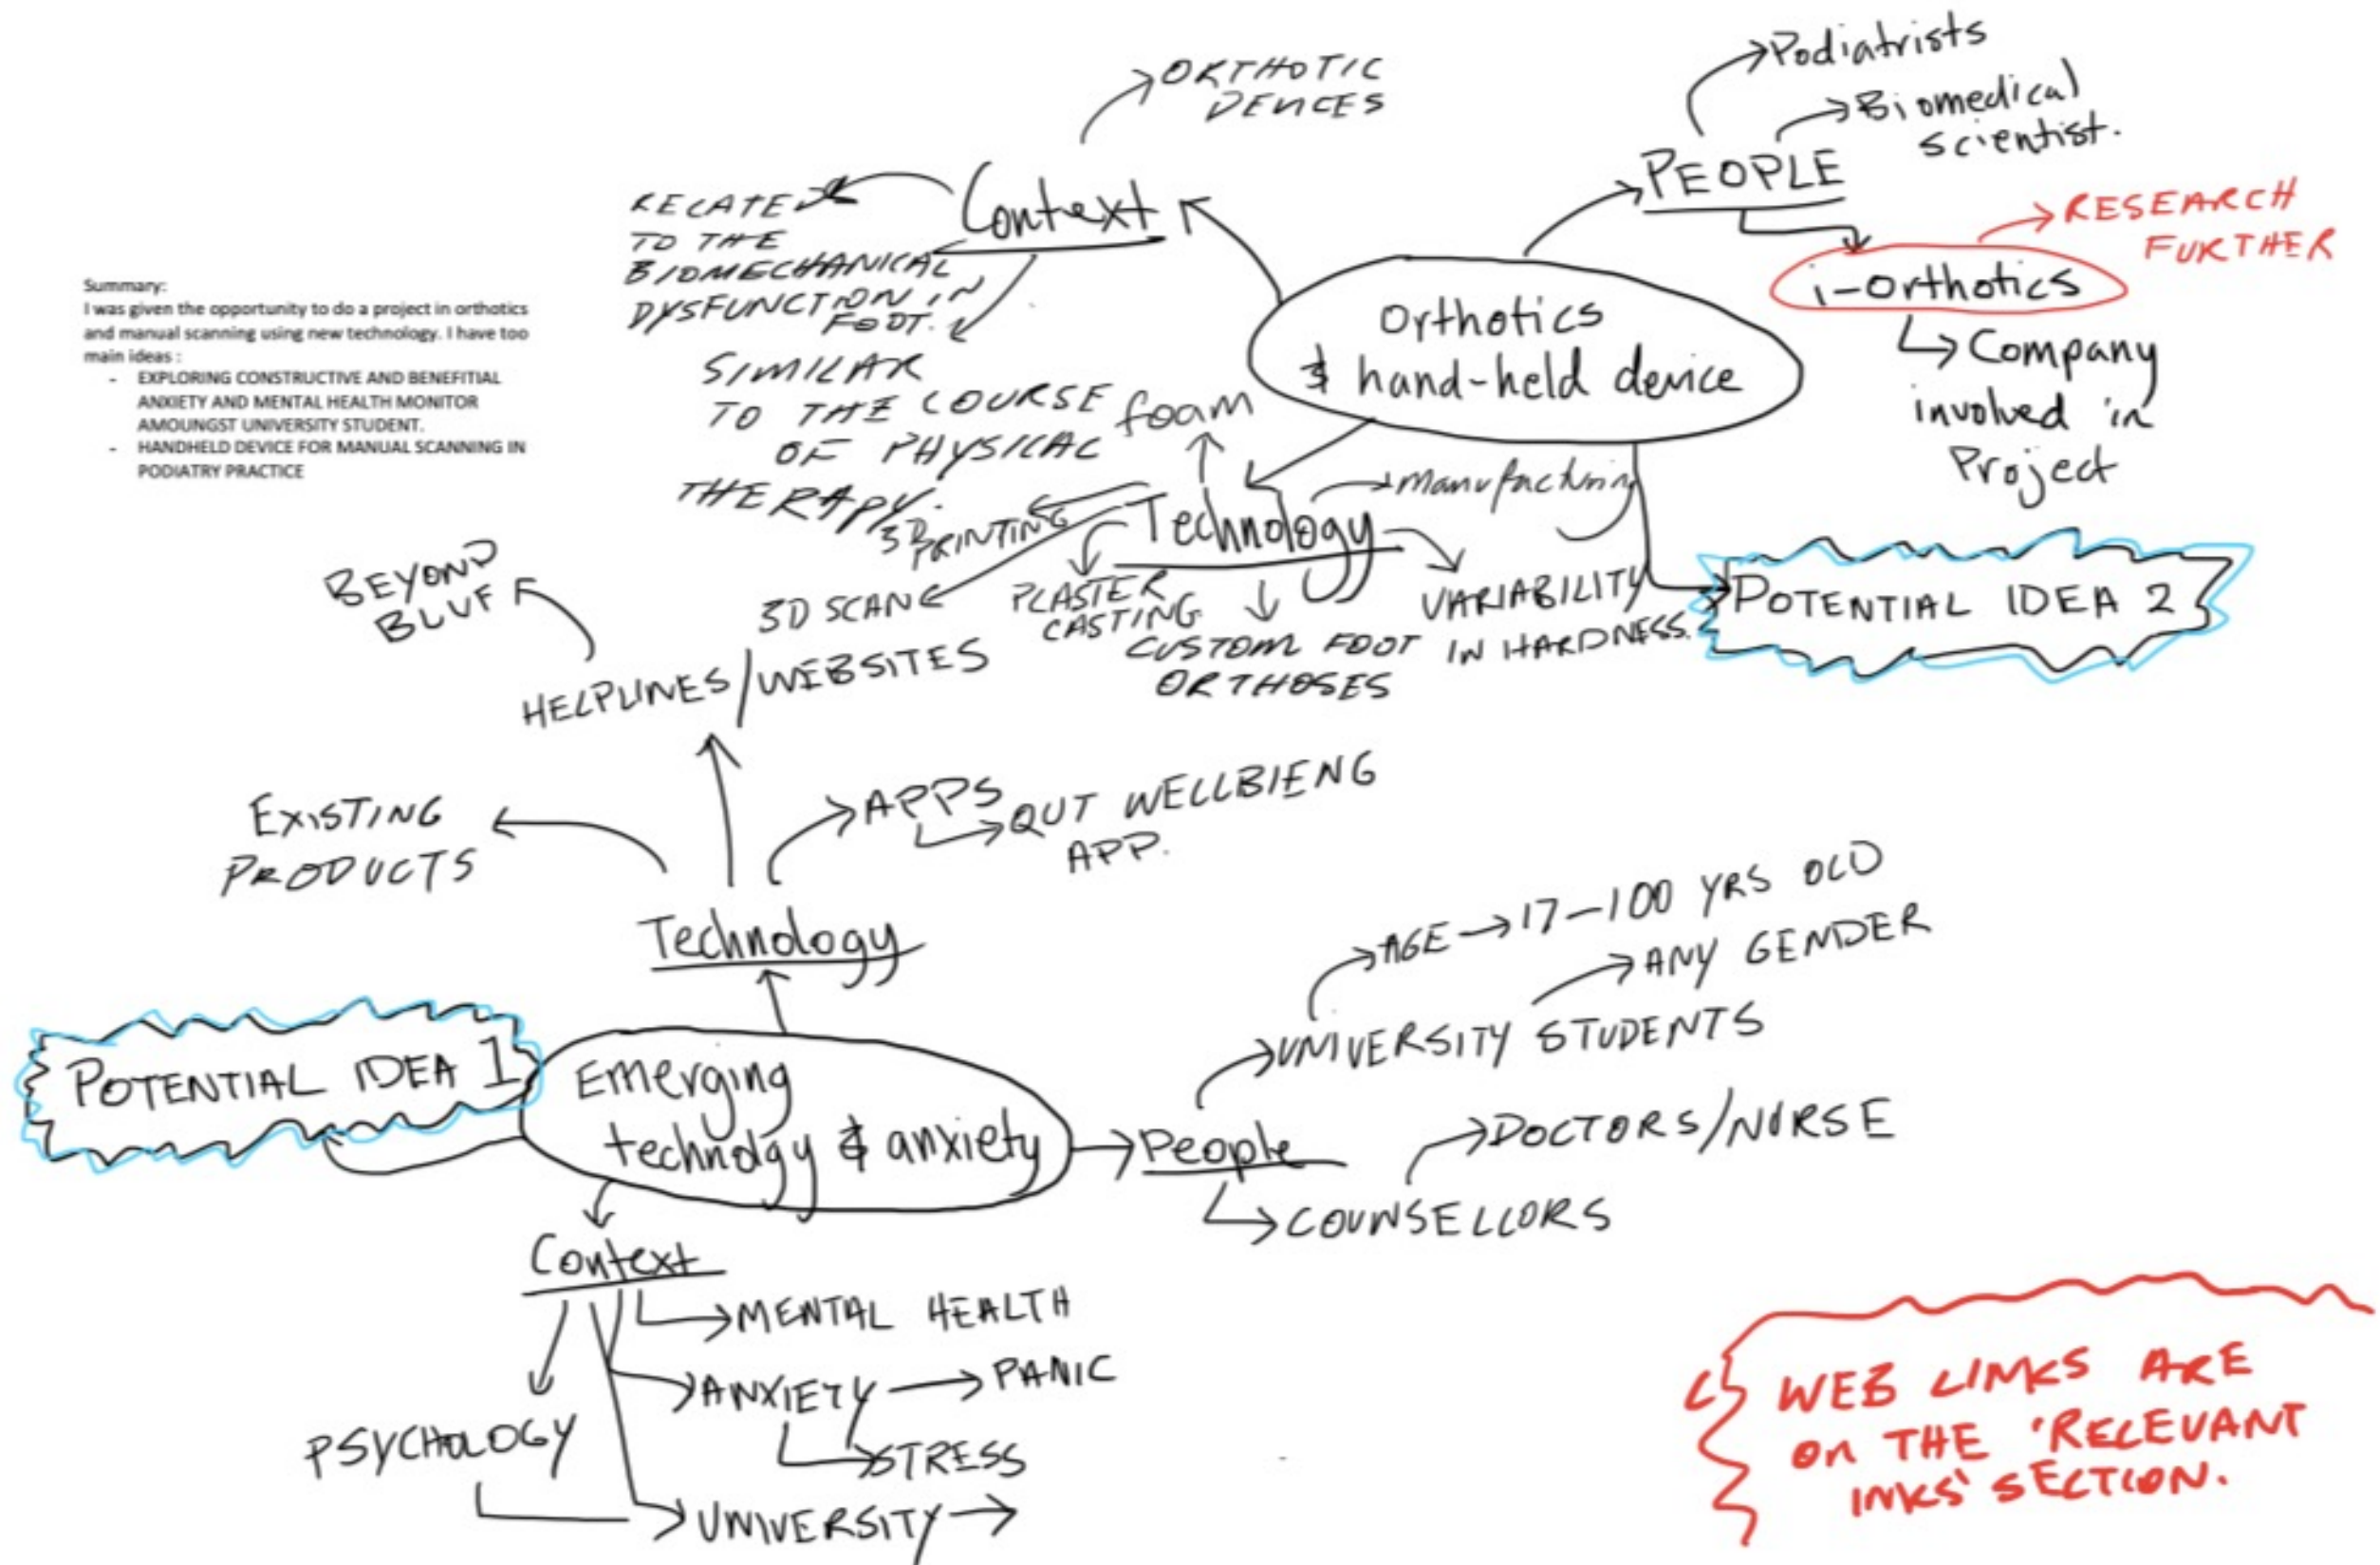 Summary:
I was given the opportunity to do a project in orthotics
and manual scanning using new technology. I have too
main ideas :
- EXPLORING CONSTRUCTIVE AND BENEFITIAL
ANXIETY AND MENTAL HEALTH MONITOR
AMOUNGST UNIVERSITY STUDENT.
- HANDHELD DEVICE FOR MANUAL SCANNING IN
PODIATRY PRACTICE
Orthotics
& hand-held device
Context
ORTHOTIC
DEVICES
RELATED
TO THE
BIOMECHANICAL
DYSFUNCTION IN
FOOT.
SIMILAR
TO THE COURSE
OF PHYSICAL
THERAPY.
PEOPLE
Podiatrists
Biomedical
scientist.
i-orthotics
RESEARCH
FURTHER
Company
involved in
Project
Technology
foam
manufacturing
3D
PRINTING
3D SCAN
PLASTER
CASTING
CUSTOM FOOT
ORTHOSES
VARIABILITY
IN HARDNESS.
POTENTIAL IDEA 2
BEYOND
BLUE
HELPLINES/WEBSITES
EXISTING
PRODUCTS
APPS
QUT WELLBIENG
APP.
Technology
POTENTIAL IDEA 1
Emerging
technolgy & anxiety
People
UNIVERSITY STUDENTS
AGE → 17-100 YRS OLD
ANY GENDER
DOCTORS/NURSE
COUNSELLORS
Context
MENTAL HEALTH
ANXIETY → PANIC
STRESS
PSYCHOLOGY
UNIVERSITY →
WEB LINKS ARE
on THE 'RELEVANT
INKS' SECTION.